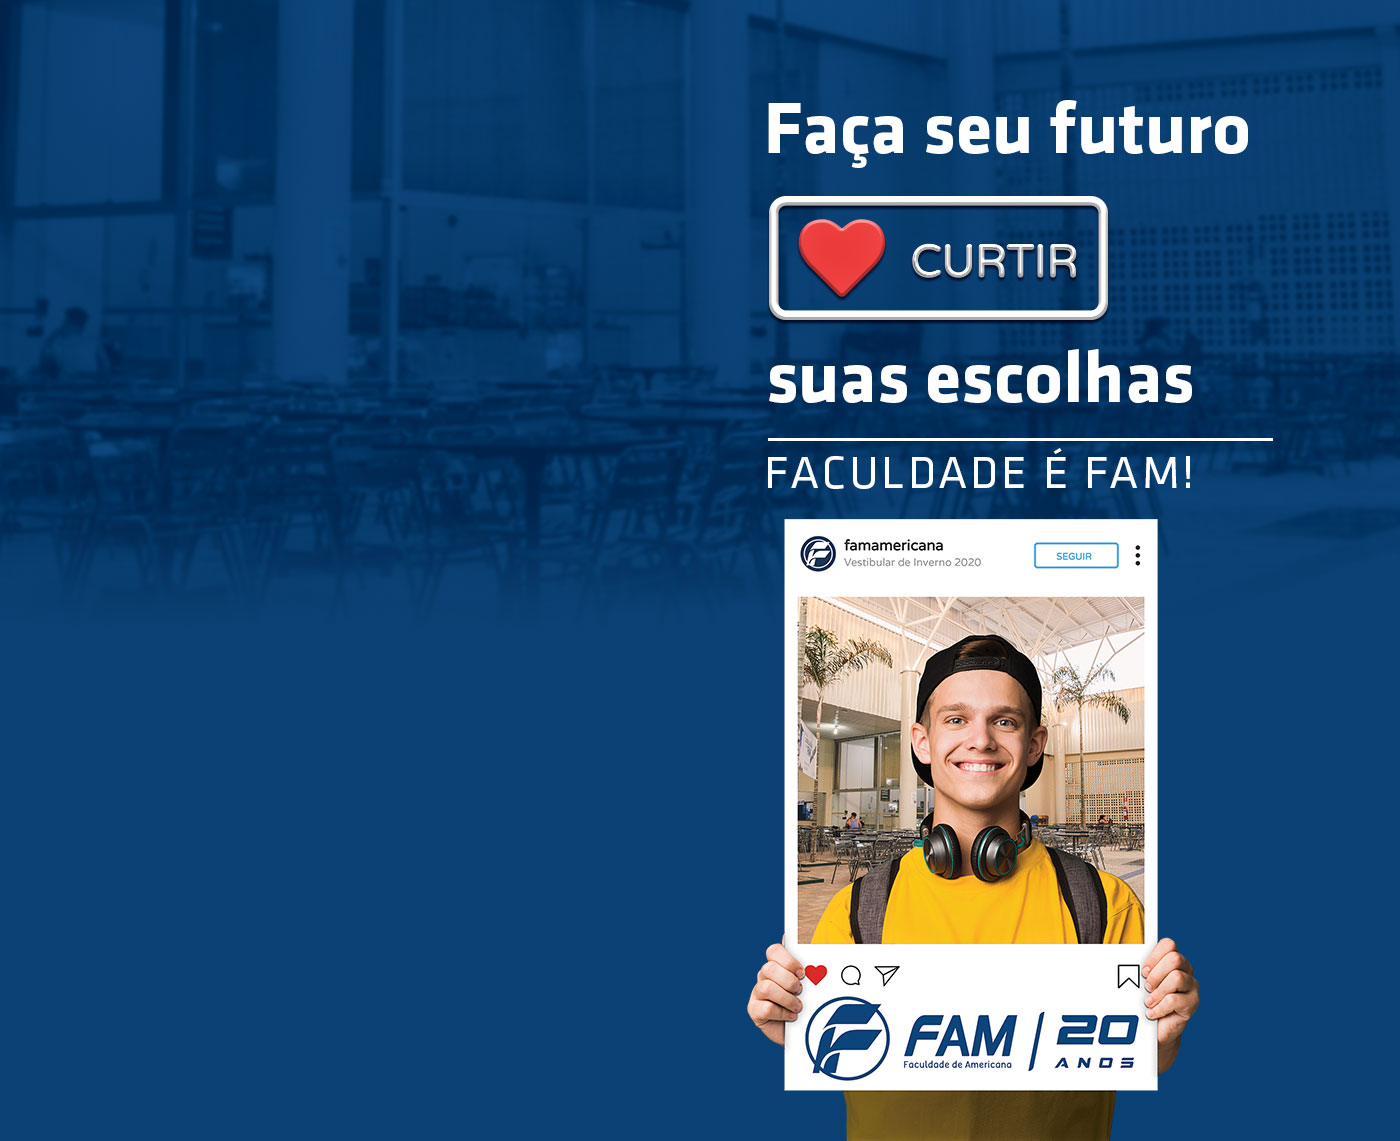 Faça seu futuro
CURTIR
suas escolhas
FACULDADE É FAM!
famamericana
Vestibular de Inverno 2020
SEGUIR
FAM | 20
Faculdade de Americana
ANOS